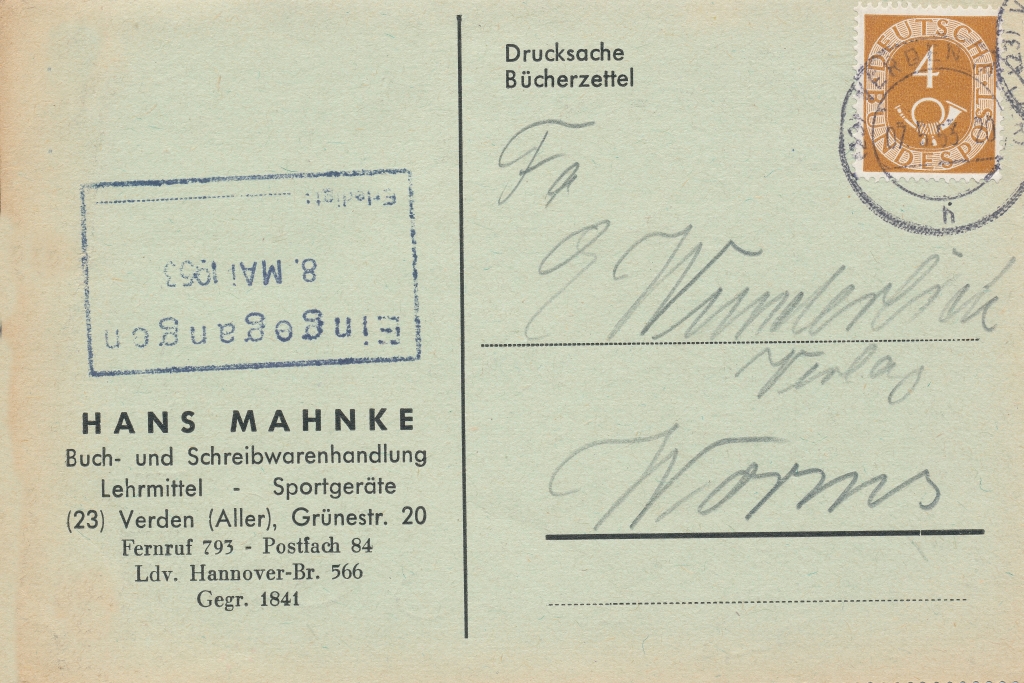 Drucksache
Bücherzettel
DEUTSCHE BUNDESPOST
4
VERDEN
h
Fa
E Wunderlich
Verlag
Worms
Erledigt:
8. MAI 1953
Eingegangen
HANS MAHNKE
Buch- und Schreibwarenhandlung
Lehrmittel - Sportgeräte
(23) Verden (Aller), Grünestr. 20
Fernruf 793 - Postfach 84
Ldv. Hannover-Br. 566
Gegr. 1841